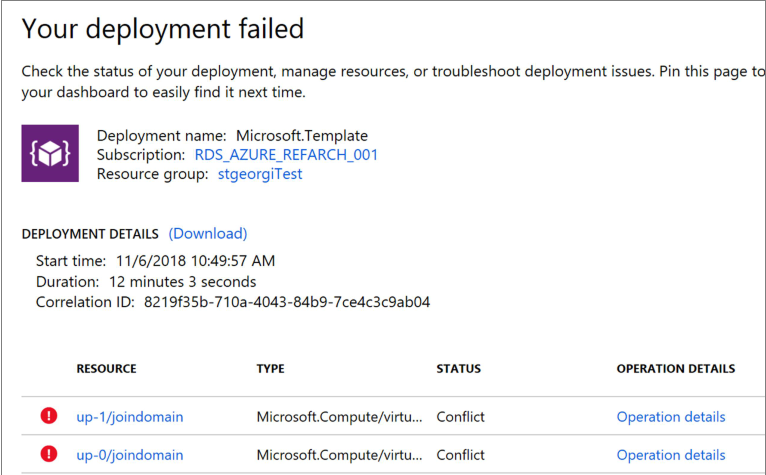 Your deployment failed
Check the status of your deployment, manage resources, or troubleshoot deployment issues. Pin this page to
your dashboard to easily find it next time.
Deployment name: Microsoft.Template
Subscription: RDS_AZURE_REFARCH_001
Resource group: stgeorgiTest
DEPLOYMENT DETAILS (Download)
Start time: 11/6/2018 10:49:57 AM
Duration: 12 minutes 3 seconds
Correlation ID: 8219f35b-710a-4043-84b9-7ce4c3c9ab04
RESOURCE TYPE STATUS OPERATION DETAILS
up-1/joindomain Microsoft.Compute/virtu... Conflict Operation details
up-0/joindomain Microsoft.Compute/virtu... Conflict Operation details